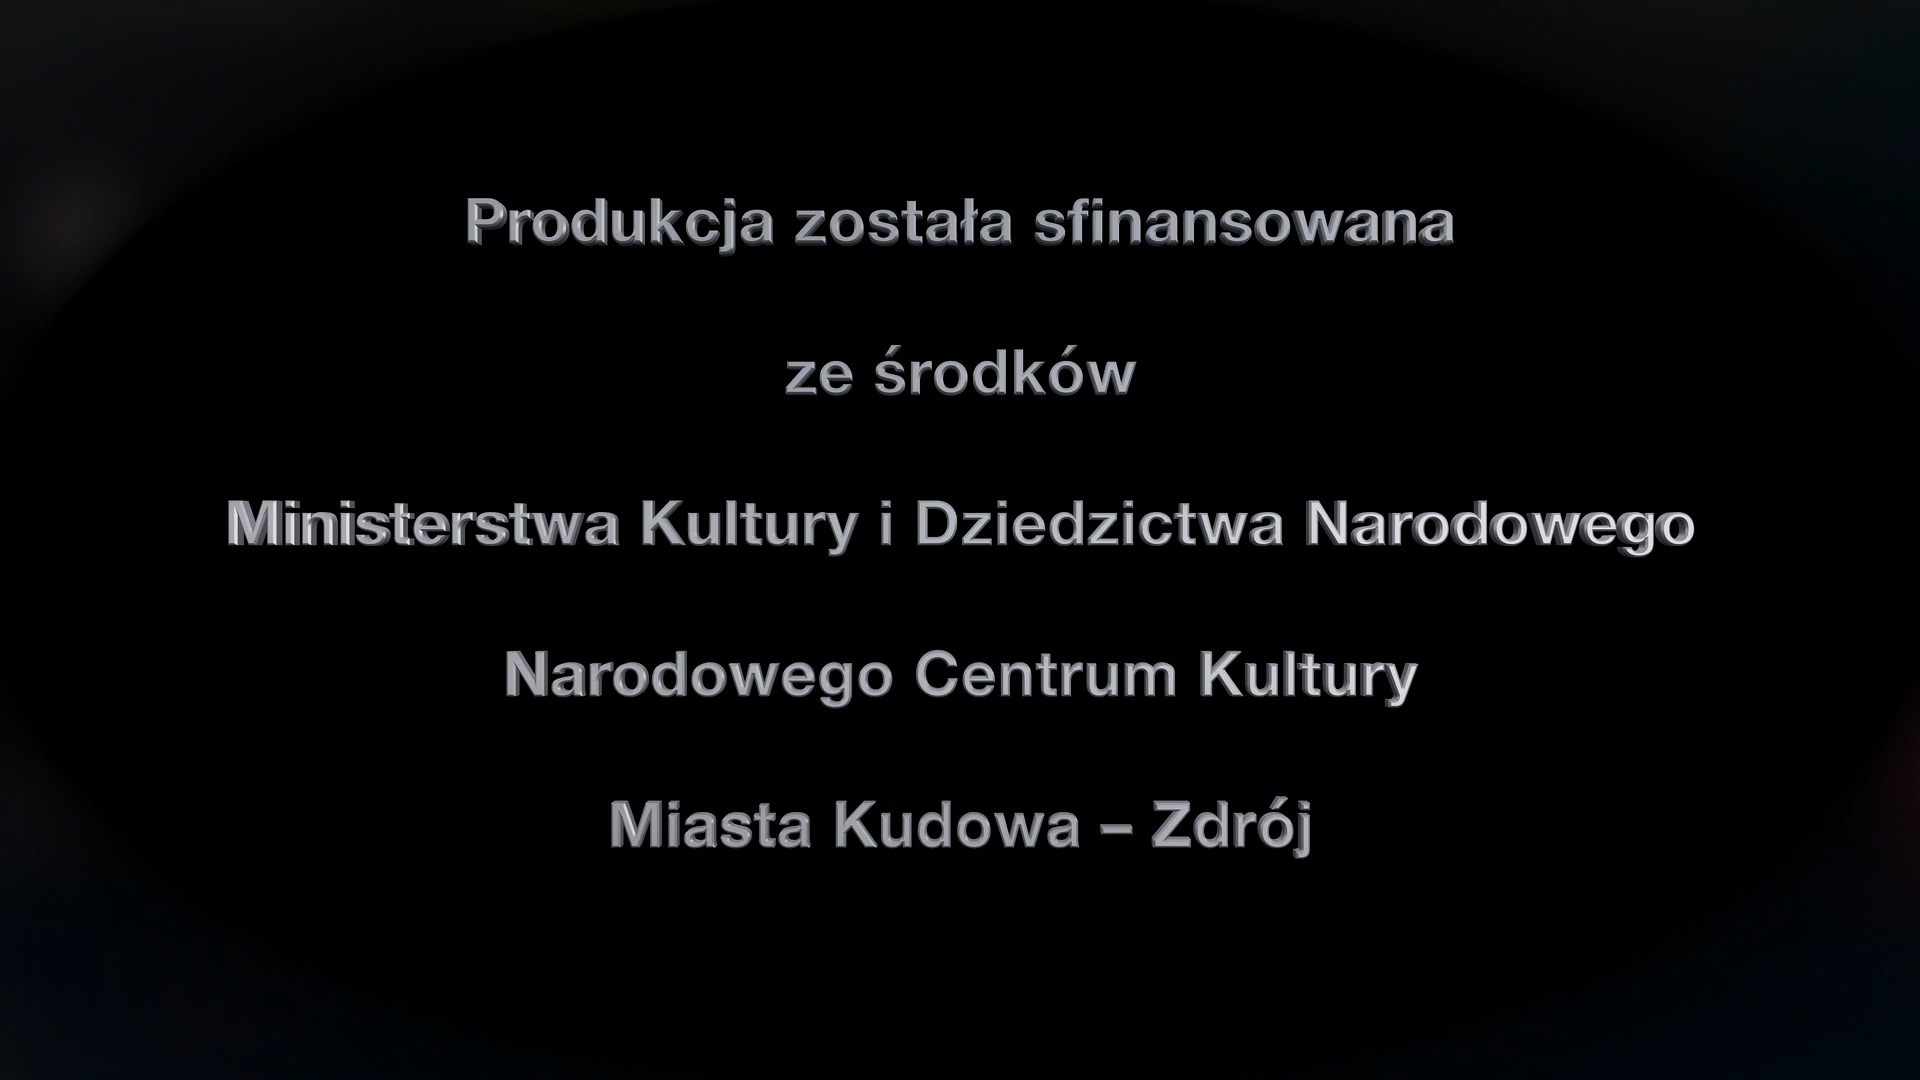 Produkcja została sfinansowana
ze środków
Ministerstwa Kultury i Dziedzictwa Narodowego
Narodowego Centrum Kultury
Miasta Kudowa – Zdrój